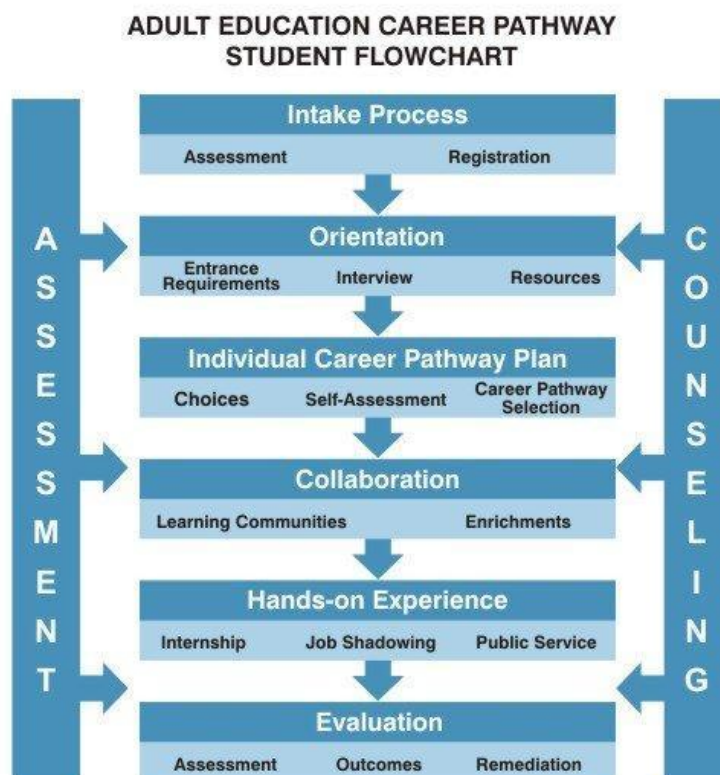 ADULT EDUCATION CAREER PATHWAY
STUDENT FLOWCHART
ASSESSMENT
COUNSELING
Intake Process
Assessment Registration
Orientation
Entrance
Requirements Interview Resources
Individual Career Pathway Plan
Choices Self-Assessment Career Pathway
Selection
Collaboration
Learning Communities Enrichments
Hands-on Experience
Internship Job Shadowing Public Service
Evaluation
Assessment Outcomes Remediation